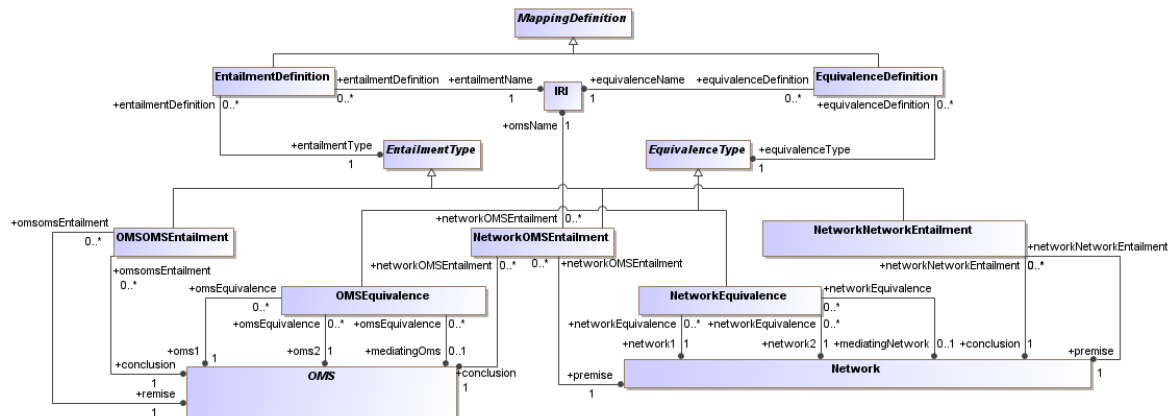 MappingDefinition
EntailmentDefinition
+entailmentDefinition
+entailmentName
+equivalenceName
+equivalenceDefinition
EquivalenceDefinition
0..*
1
IRI
1
0..*
+entailmentDefinition
0..*
+equivalenceDefinition
0..*
+omsName
1
+entailmentType
1
EntailmentType
EquivalenceType
+equivalenceType
1
+omsomsEntailment
0..*
OMSOMSEntailment
+networkOMSEntailment
0..*
NetworkOMSEntailment
NetworkNetworkEntailment
+networkNetworkEntailment
0..*
+omsomsEntailment
0..*
+networkOMSEntailment
0..*
0..*
+networkOMSEntailment
+networkNetworkEntailment
0..*
+omsEquivalence
0..*
OMSEquivalence
NetworkEquivalence
+networkEquivalence
0..*
+omsEquivalence
0..*
+omsEquivalence
0..*
+networkEquivalence
0..*
+networkEquivalence
0..*
+oms1
1
+oms2
1
+mediatingOms
0..1
+network1
1
+network2
1
+mediatingNetwork
0..1
+conclusion
1
+conclusion
1
OMS
+conclusion
1
+premise
1
Network
+premise
1
+remise
1